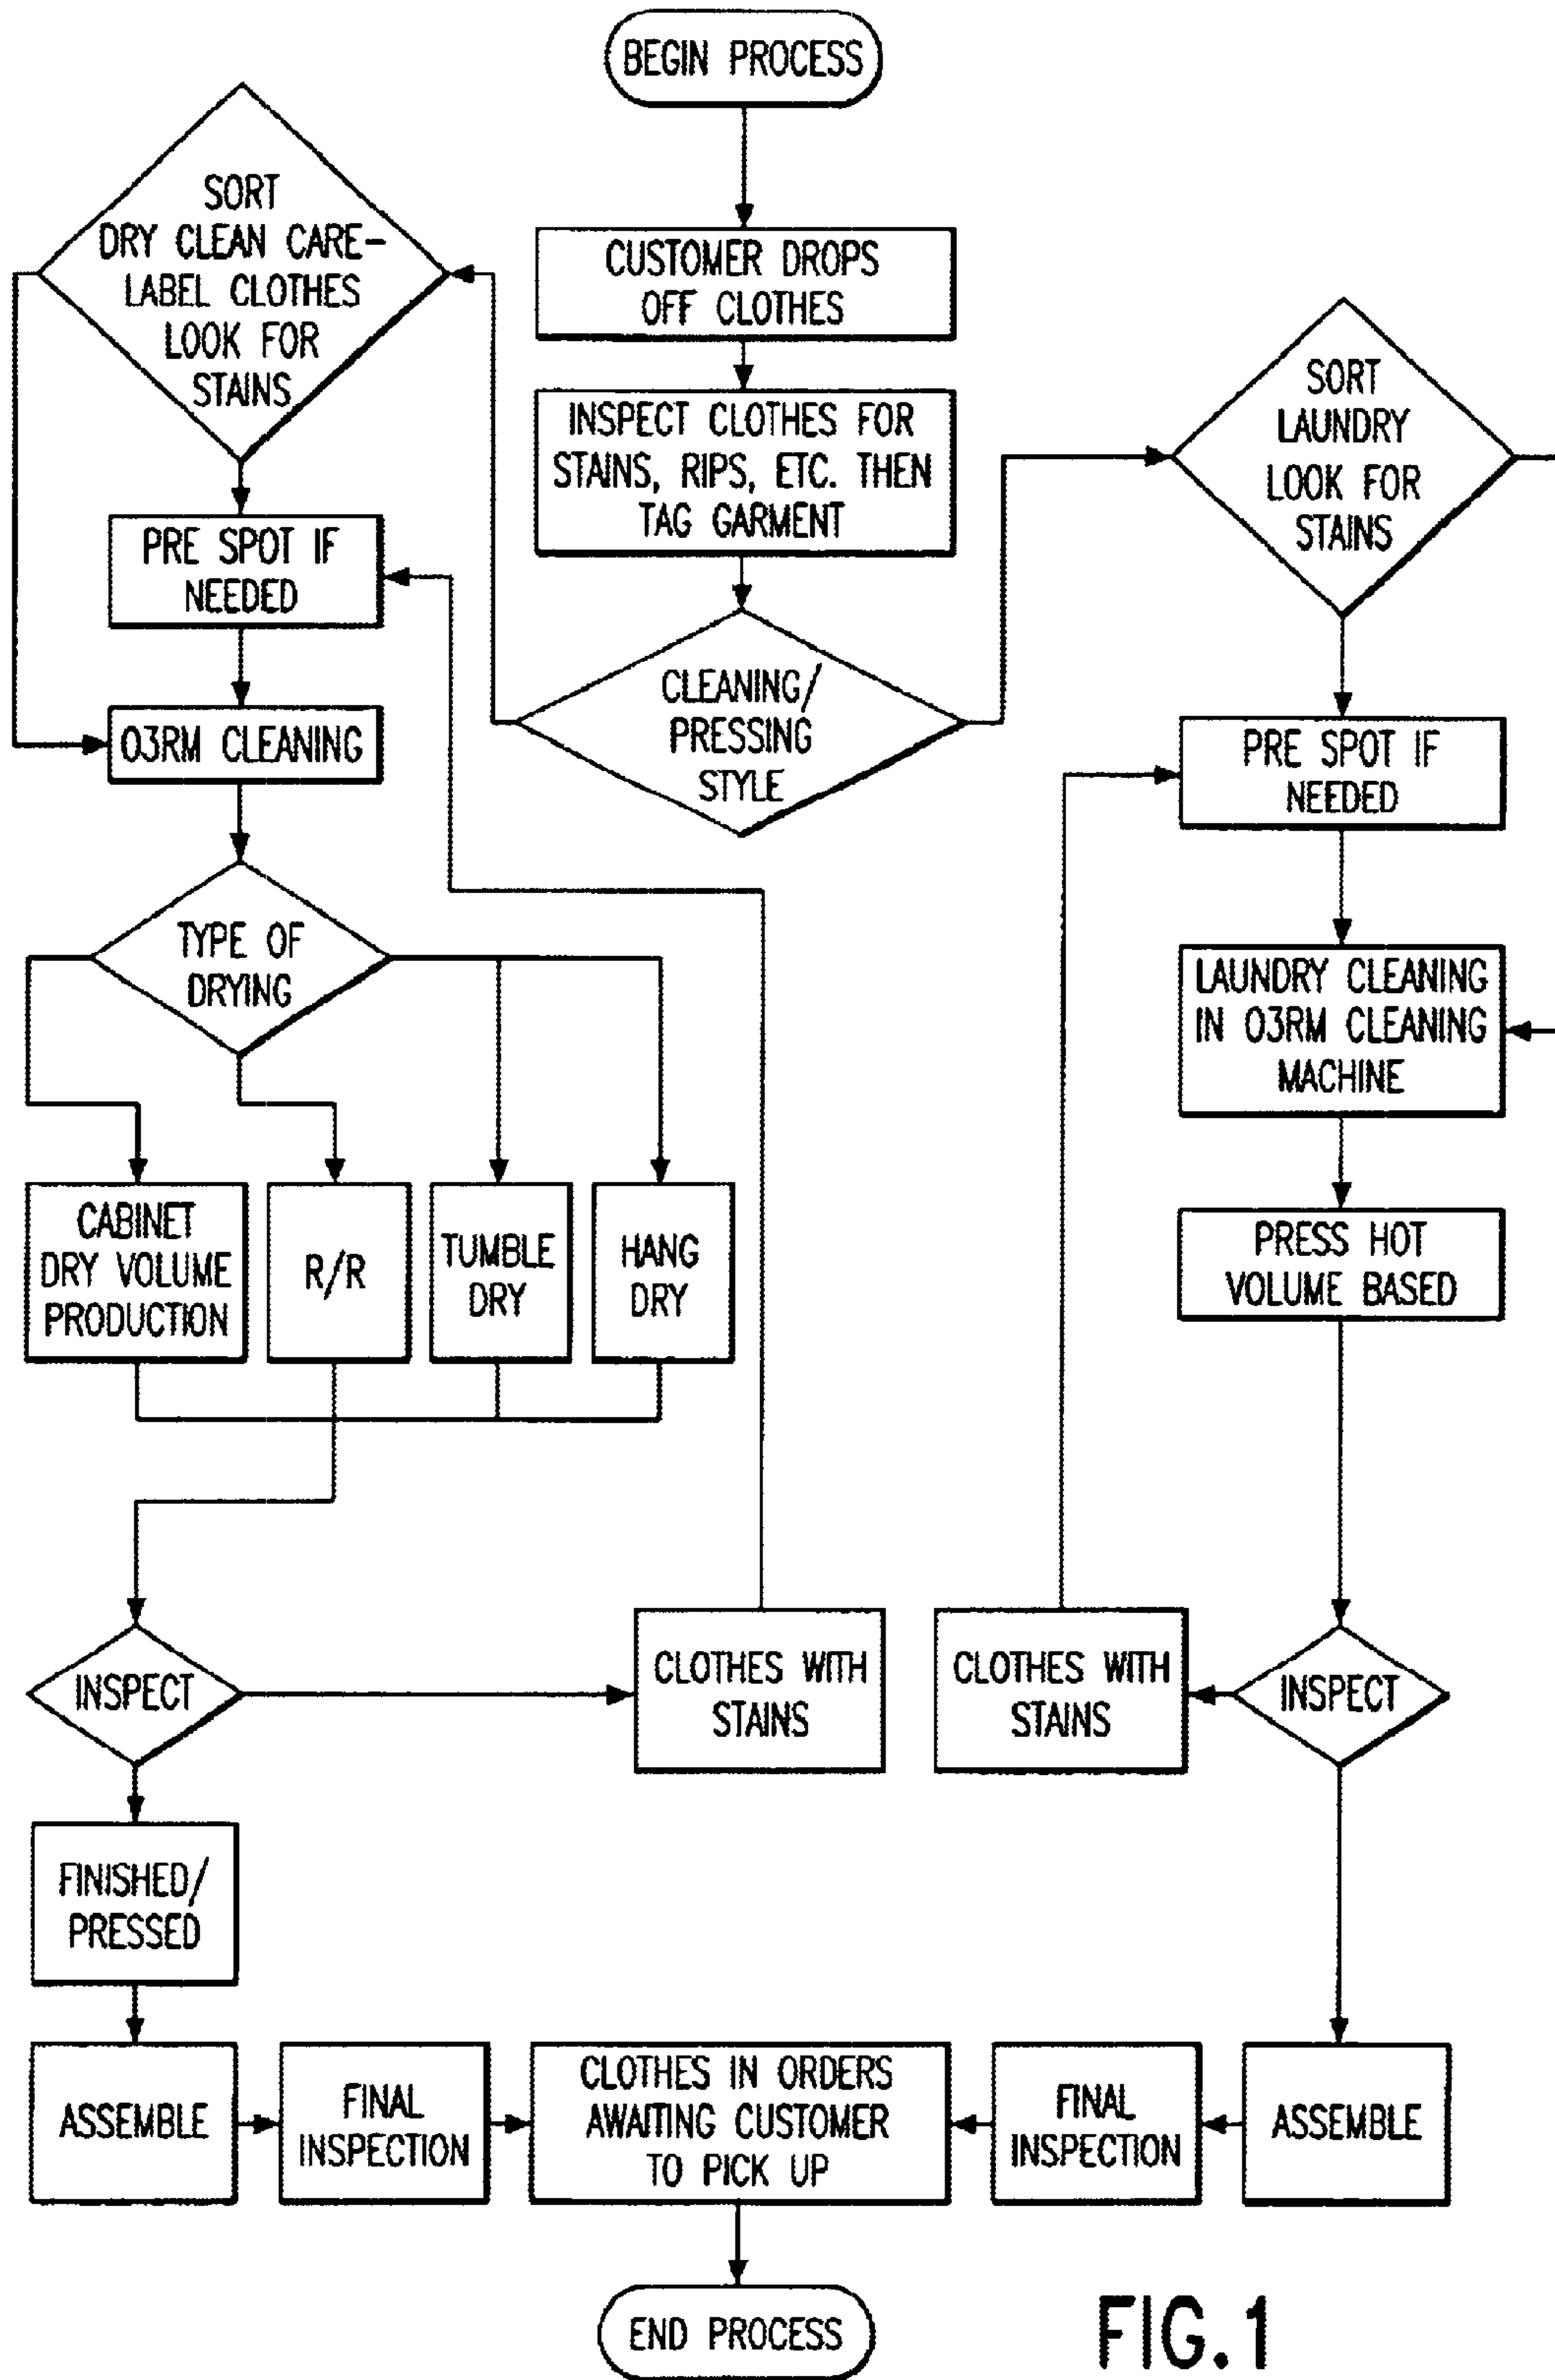 BEGIN PROCESS
CUSTOMER DROPS
OFF CLOTHES
INSPECT CLOTHES FOR
STAINS, RIPS, ETC. THEN
TAG GARMENT
CLEANING/
PRESSING
STYLE
SORT
DRY CLEAN CARE-
LABEL CLOTHES
LOOK FOR
STAINS
PRE SPOT IF
NEEDED
O3RM CLEANING
TYPE OF
DRYING
CABINET
DRY VOLUME
PRODUCTION
R/R
TUMBLE
DRY
HANG
DRY
INSPECT
CLOTHES WITH
STAINS
FINISHED/
PRESSED
ASSEMBLE
FINAL
INSPECTION
SORT
LAUNDRY
LOOK FOR
STAINS
PRE SPOT IF
NEEDED
LAUNDRY CLEANING
IN O3RM CLEANING
MACHINE
PRESS HOT
VOLUME BASED
INSPECT
CLOTHES WITH
STAINS
ASSEMBLE
FINAL
INSPECTION
CLOTHES IN ORDERS
AWAITING CUSTOMER
TO PICK UP
END PROCESS
FIG.1